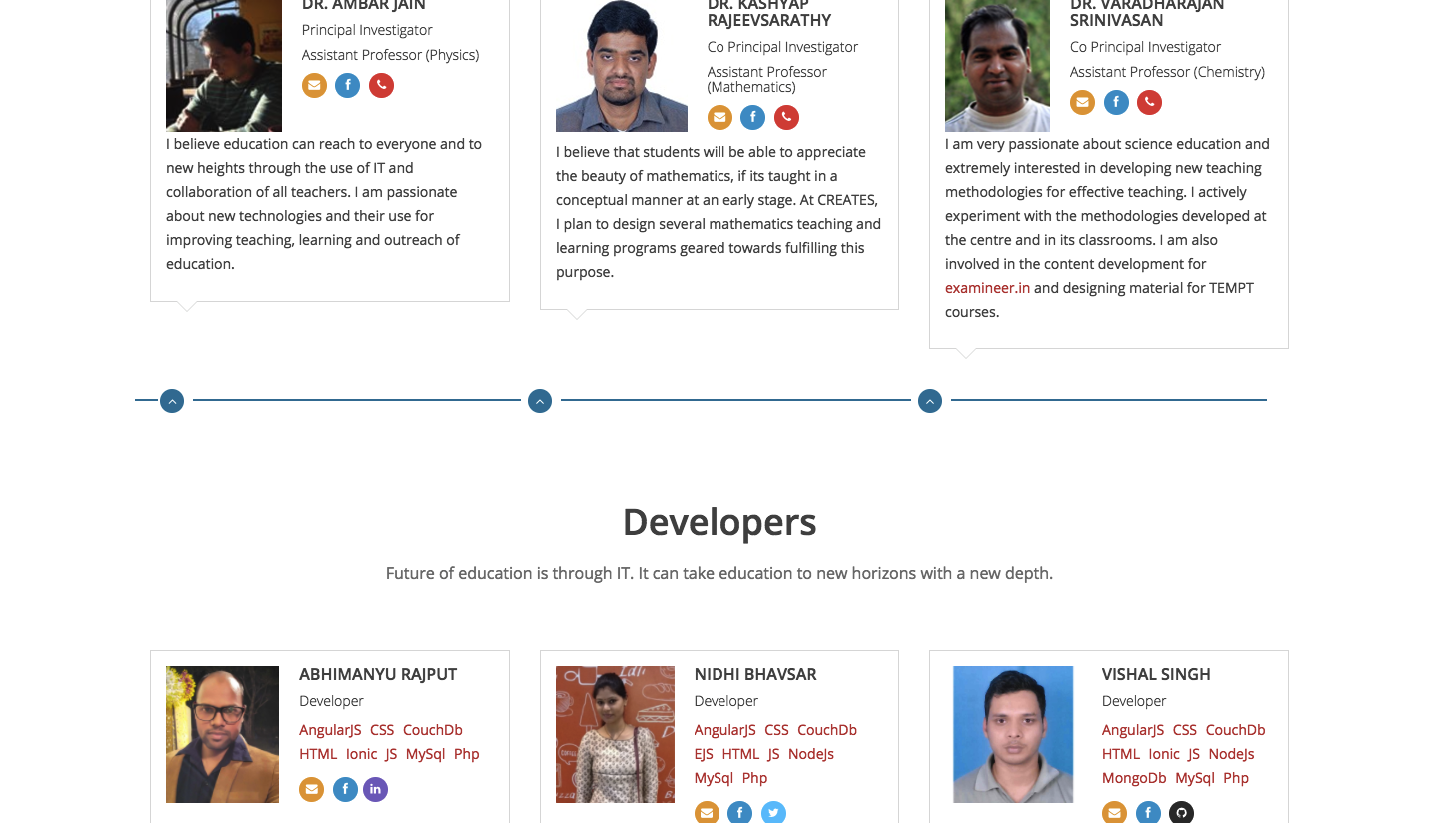 DR. AMBAR JAIN
Principal Investigator
Assistant Professor (Physics)
I believe education can reach to everyone and to
new heights through the use of IT and
collaboration of all teachers. I am passionate
about new technologies and their use for
improving teaching, learning and outreach of
education.
DR. KASHYAP
RAJEEVSARATHY
Co Principal Investigator
Assistant Professor
(Mathematics)
I believe that students will be able to appreciate
the beauty of mathematics, if its taught in a
conceptual manner at an early stage. At CREATES,
I plan to design several mathematics teaching and
learning programs geared towards fulfilling this
purpose.
DR. VARADHARAJAN
SRINIVASAN
Co Principal Investigator
Assistant Professor (Chemistry)
I am very passionate about science education and
extremely interested in developing new teaching
methodologies for effective teaching. I actively
experiment with the methodologies developed at
the centre and in its classrooms. I am also
involved in the content development for
examineer.in and designing material for TEMPT
courses.
Developers
Future of education is through IT. It can take education to new horizons with a new depth.
ABHIMANYU RAJPUT
Developer
AngularJS CSS CouchDb
HTML Ionic JS MySql Php
NIDHI BHAVSAR
Developer
AngularJS CSS CouchDb
EJS HTML JS NodeJs
MySql Php
VISHAL SINGH
Developer
AngularJS CSS CouchDb
HTML Ionic JS NodeJs
MongoDb MySql Php